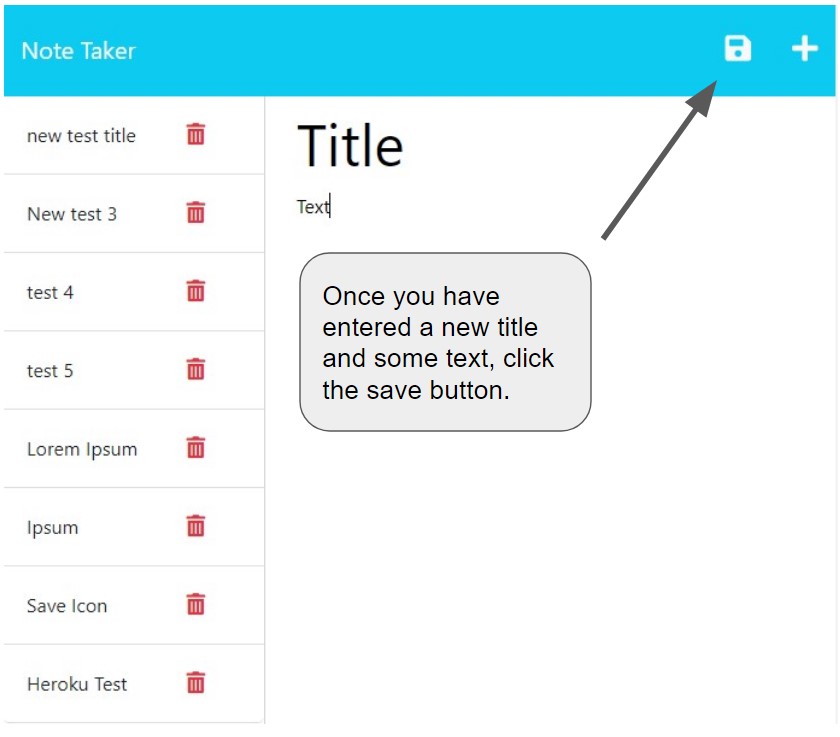 Note Taker
new test title
New test 3
test 4
test 5
Lorem Ipsum
Ipsum
Save Icon
Heroku Test
Title
Text
Once you have
entered a new title
and some text, click
the save button.